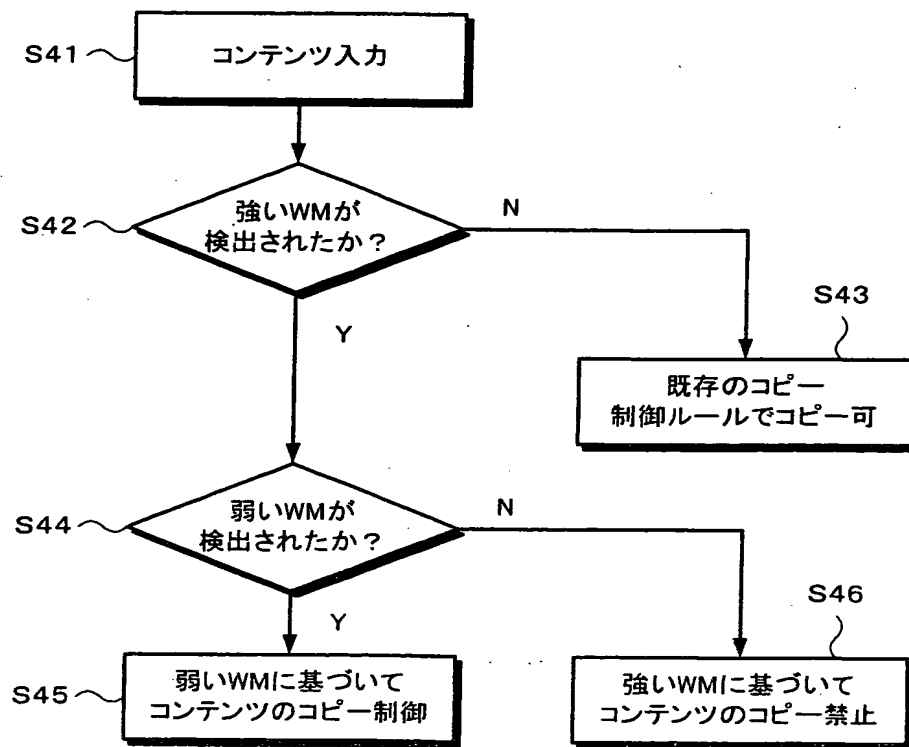 S41
コンテンツ入力
S42
強いWMが
検出されたか？
N
Y
S43
既存のコピー
制御ルールでコピー可
S44
弱いWMが
検出されたか？
N
Y
S45
弱いWMに基づいて
コンテンツのコピー制御
S46
強いWMに基づいて
コンテンツのコピー禁止